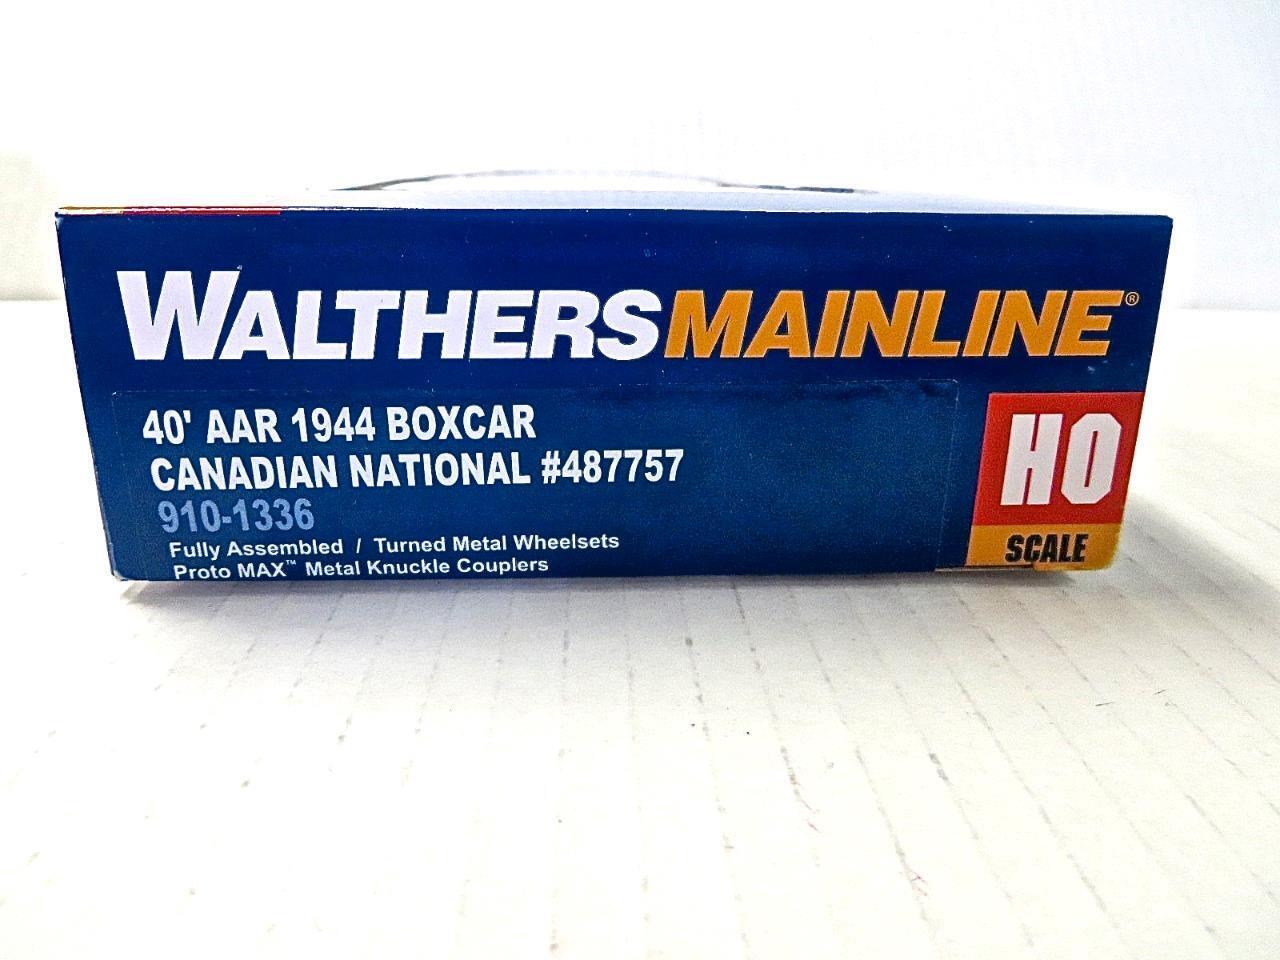 WALTHERSMAINLINE®
40' AAR 1944 BOXCAR
CANADIAN NATIONAL #487757
910-1336
Fully Assembled / Turned Metal Wheelsets
Proto MAX™ Metal Knuckle Couplers
HO
SCALE